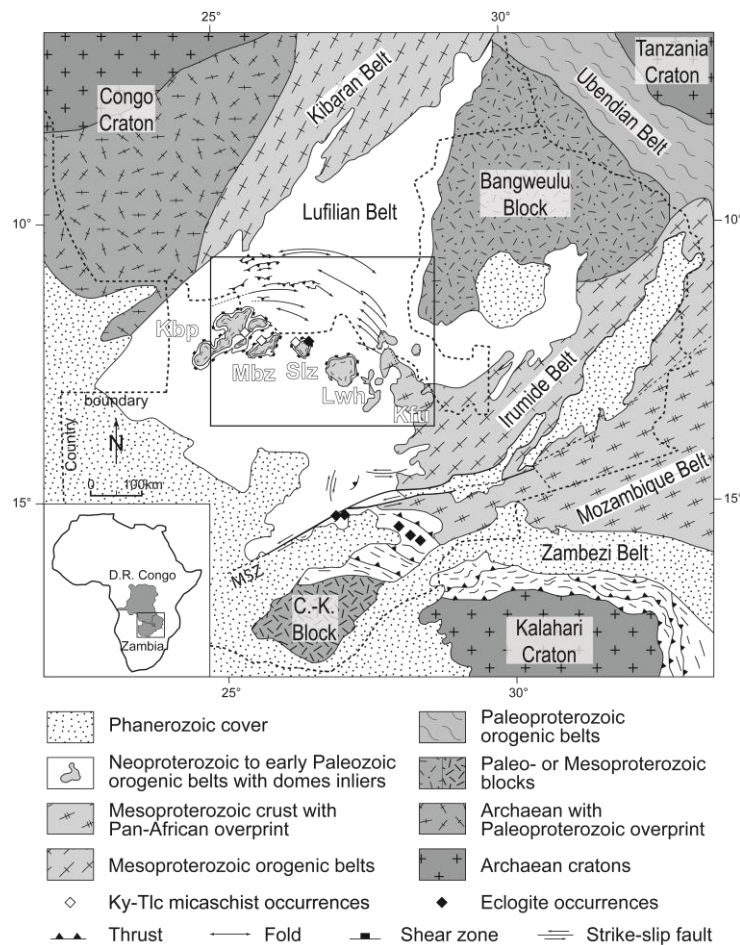 25°
30°
Tanzania
Craton
Congo
Craton
Kibaran Belt
Ubendian Belt
Bangweulu
Block
Lufilian Belt
10°
10°
Kbp
Mbz
Slz
Lwh
Kfu
Irumide Belt
Country
boundary
N
0 100km
15°
15°
Mozambique Belt
Zambezi Belt
MSZ
D.R. Congo
Zambia
C.-K.
Block
Kalahari
Craton
25°
30°
Phanerozoic cover
Neoproterozoic to early Paleozoic
orogenic belts with domes inliers
Mesoproterozoic crust with
Pan-African overprint
Mesoproterozoic orogenic belts
Ky-Tlc micaschist occurrences
Paleoproterozoic
orogenic belts
Paleo- or Mesoproterozoic
blocks
Archaean with
Paleoproterozoic overprint
Archaean cratons
Eclogite occurrences
Thrust
Fold
Shear zone
Strike-slip fault